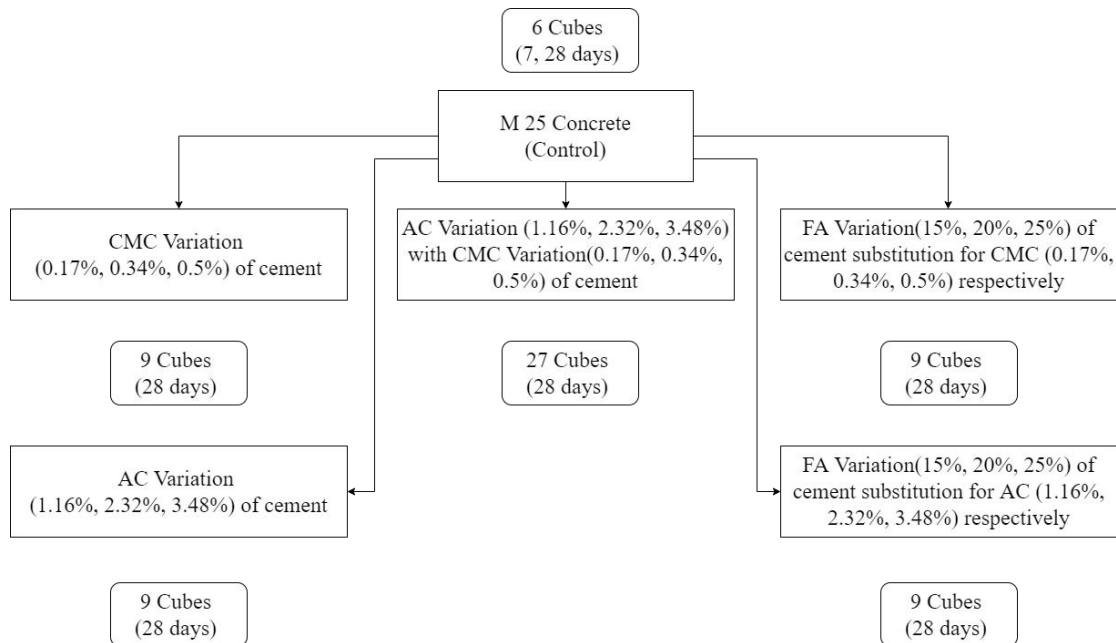 6 Cubes
(7, 28 days)
M 25 Concrete
(Control)
CMC Variation
(0.17%, 0.34%, 0.5%) of cement
AC Variation (1.16%, 2.32%, 3.48%)
with CMC Variation(0.17%, 0.34%,
0.5%) of cement
FA Variation(15%, 20%, 25%) of
cement substitution for CMC (0.17%,
0.34%, 0.5%) respectively
9 Cubes
(28 days)
27 Cubes
(28 days)
9 Cubes
(28 days)
AC Variation
(1.16%, 2.32%, 3.48%) of cement
FA Variation(15%, 20%, 25%) of
cement substitution for AC (1.16%,
2.32%, 3.48%) respectively
9 Cubes
(28 days)
9 Cubes
(28 days)